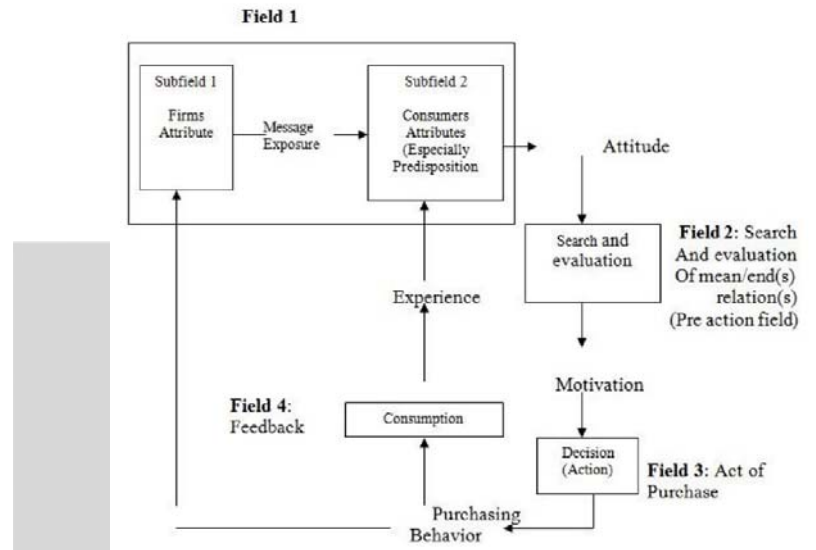 Field 1
Subfield 1
Firms
Attribute
Message
Exposure
Subfield 2
Consumers
Attributes
(Especially
Predisposition
Attitude
Search and
evaluation
Field 2: Search
And evaluation
Of mean/end(s)
relation(s)
(Pre action field)
Experience
Motivation
Field 4:
Feedback
Consumption
Decision
(Action)
Field 3: Act of
Purchase
Purchasing
Behavior